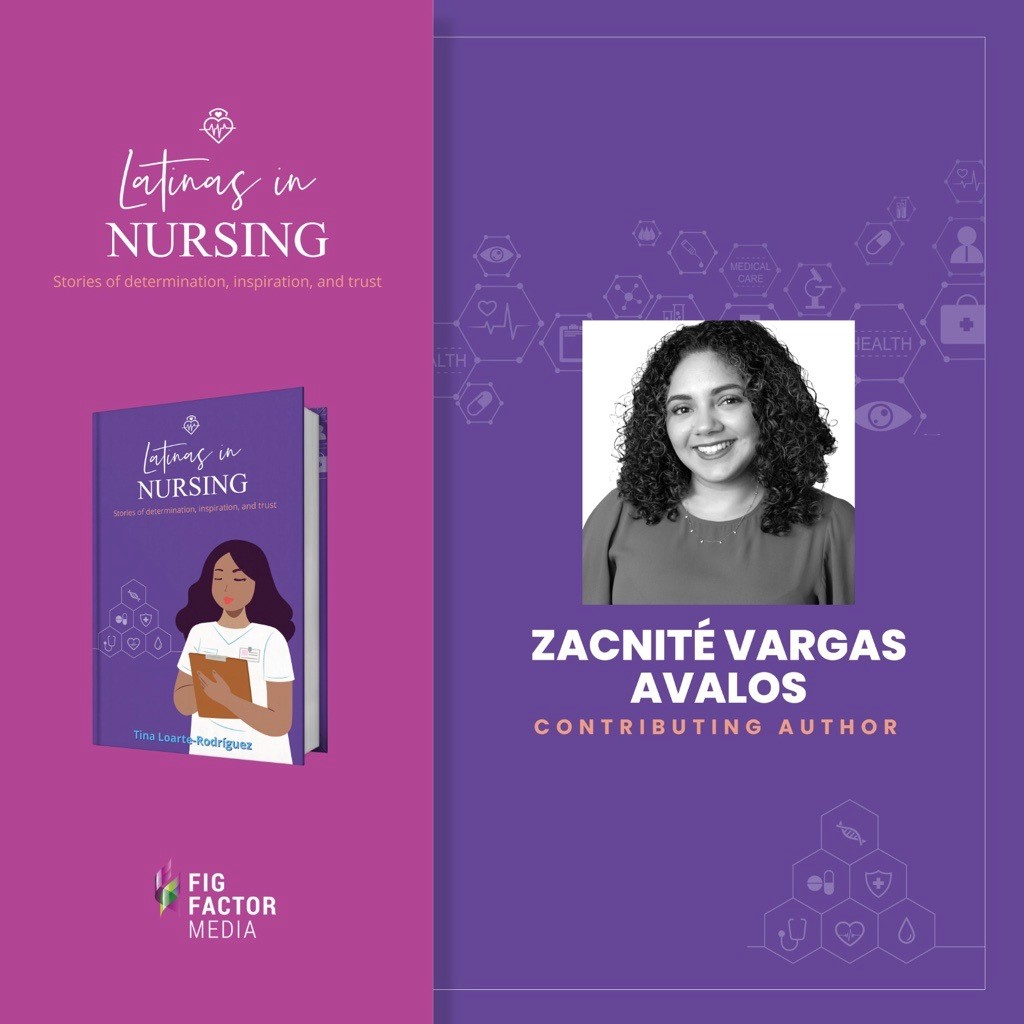 Latinas in
NURSING
Stories of determination, inspiration, and trust
Latinas in
NURSING
Stories of determination, inspiration, and trust
Tina Loarte-Rodríguez
FIG
FACTOR
MEDIA
MEDICAL
CARE
HEALTH
ALTH
ZACNITÉ VARGAS
AVALOS
CONTRIBUTING AUTHOR